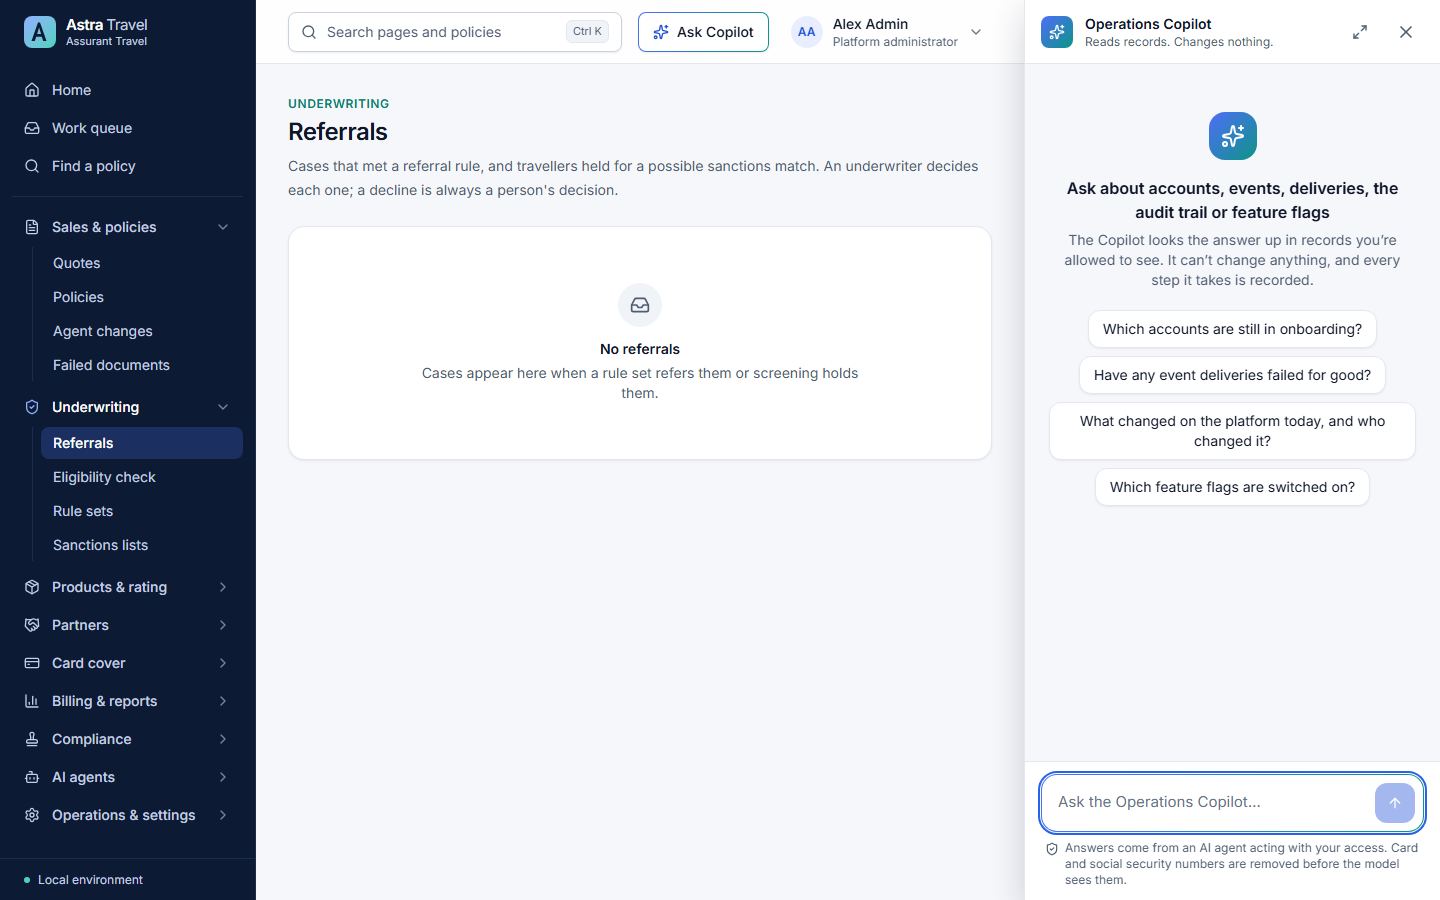 Astra Travel
Assurant Travel
Home
Work queue
Find a policy
Sales & policies
Quotes
Policies
Agent changes
Failed documents
Underwriting
Referrals
Eligibility check
Rule sets
Sanctions lists
Products & rating
Partners
Card cover
Billing & reports
Compliance
AI agents
Operations & settings
Local environment
Search pages and policies
Ctrl K
Ask Copilot
AA
Alex Admin
Platform administrator
UNDERWRITING
Referrals
Cases that met a referral rule, and travellers held for a possible sanctions match. An underwriter decides
each one; a decline is always a person's decision.
No referrals
Cases appear here when a rule set refers them or screening holds
them.
Operations Copilot
Reads records. Changes nothing.
Ask about accounts, events, deliveries, the
audit trail or feature flags
The Copilot looks the answer up in records you’re
allowed to see. It can’t change anything, and every
step it takes is recorded.
Which accounts are still in onboarding?
Have any event deliveries failed for good?
What changed on the platform today, and who
changed it?
Which feature flags are switched on?
Ask the Operations Copilot...
Answers come from an AI agent acting with your access. Card
and social security numbers are removed before the model
sees them.